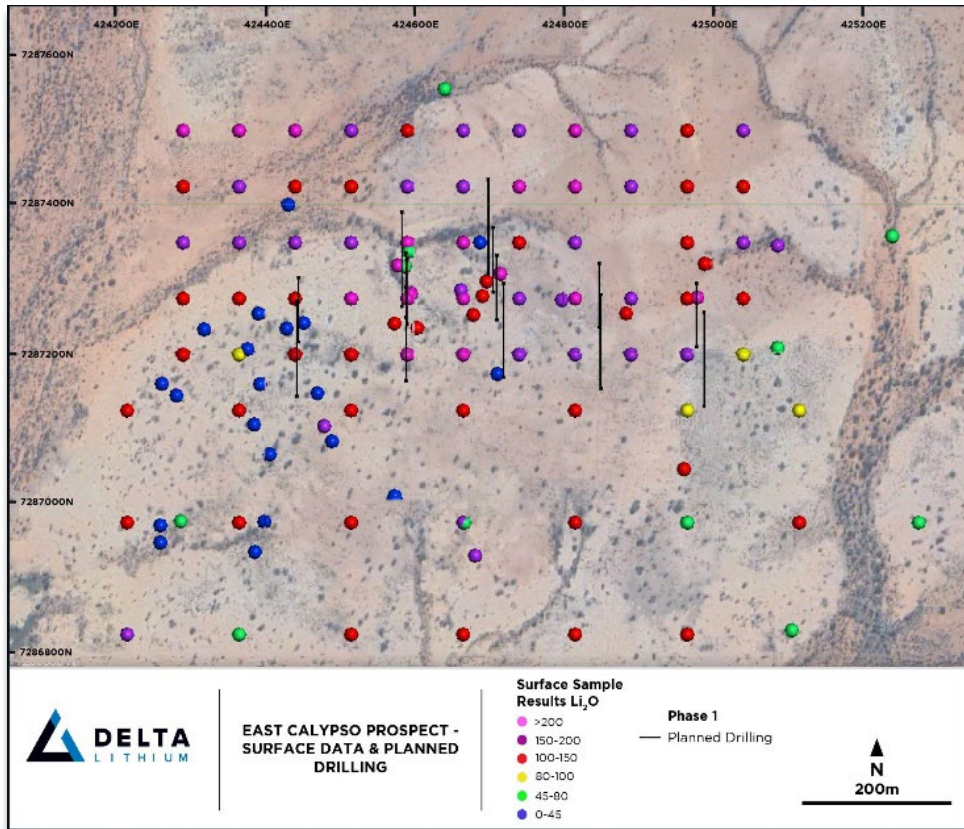 424200E 424400E 424600E 424800E 425000E 425200E
7287600N
7287400N
7287200N
7287000N
7286800N
DELTA
LITHIUM
EAST CALYPSO PROSPECT -
SURFACE DATA & PLANNED
DRILLING
Surface Sample
Results Li₂O
>200
150-200
100-150
80-100
45-80
0-45
Phase 1
Planned Drilling
N
200m